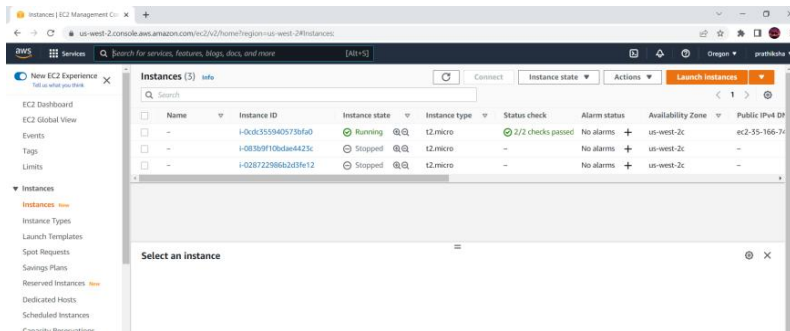 Instances | EC2 Management Co
us-west-2.console.aws.amazon.com/ec2/v2/home?region=us-west-2#Instances:
aws Services Search for services, features, blogs, docs, and more [Alt+S] Oregon prathiksha
New EC2 Experience
Tell us what you think
EC2 Dashboard
EC2 Global View
Events
Tags
Limits
Instances
Instances New
Instance Types
Launch Templates
Spot Requests
Savings Plans
Reserved Instances New
Dedicated Hosts
Scheduled Instances
Capacity Reservations
Instances (3) Info Connect Instance state Actions Launch instances
Search 1
Name Instance ID Instance state Instance type Status check Alarm status Availability Zone Public IPv4 DN
– i-0cdc355940573bfa0 Running t2.micro 2/2 checks passed No alarms + us-west-2c ec2-35-166-74
– i-083b9f10bdae4423c Stopped t2.micro – No alarms + us-west-2c –
– i-028722986b2d3fe12 Stopped t2.micro – No alarms + us-west-2c –
Select an instance